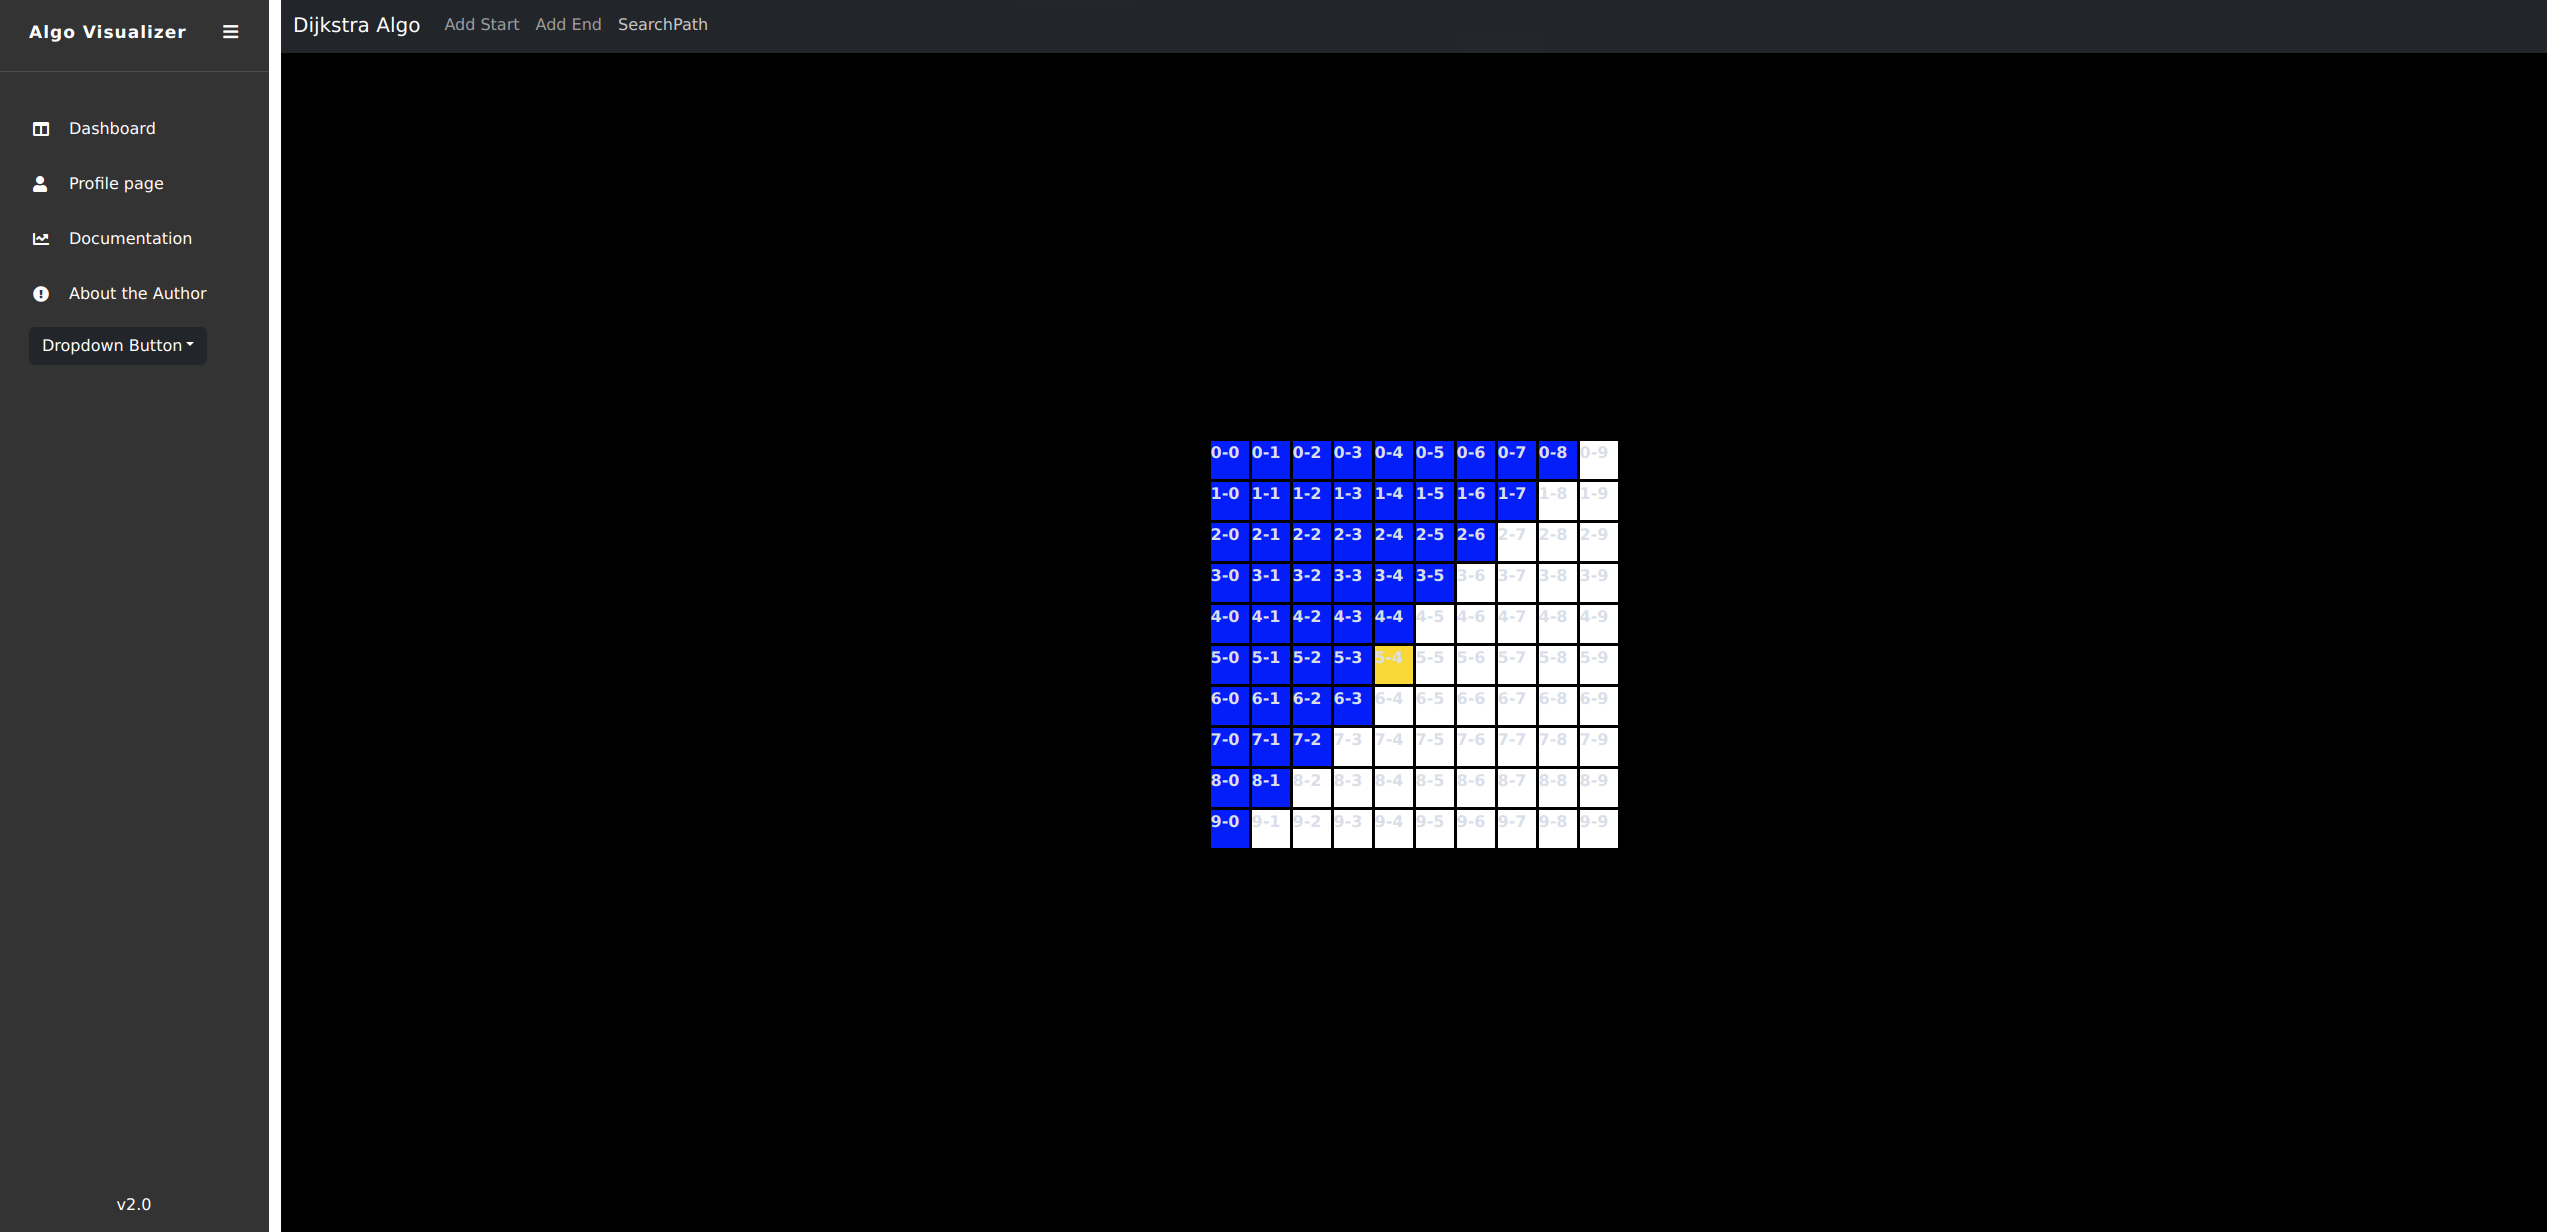 Algo Visualizer
Dashboard
Profile page
Documentation
About the Author
Dropdown Button
v2.0
Dijkstra Algo Add Start Add End SearchPath
0-0 0-1 0-2 0-3 0-4 0-5 0-6 0-7 0-8 0-9
1-0 1-1 1-2 1-3 1-4 1-5 1-6 1-7 1-8 1-9
2-0 2-1 2-2 2-3 2-4 2-5 2-6 2-7 2-8 2-9
3-0 3-1 3-2 3-3 3-4 3-5 3-6 3-7 3-8 3-9
4-0 4-1 4-2 4-3 4-4 4-5 4-6 4-7 4-8 4-9
5-0 5-1 5-2 5-3 5-4 5-5 5-6 5-7 5-8 5-9
6-0 6-1 6-2 6-3 6-4 6-5 6-6 6-7 6-8 6-9
7-0 7-1 7-2 7-3 7-4 7-5 7-6 7-7 7-8 7-9
8-0 8-1 8-2 8-3 8-4 8-5 8-6 8-7 8-8 8-9
9-0 9-1 9-2 9-3 9-4 9-5 9-6 9-7 9-8 9-9